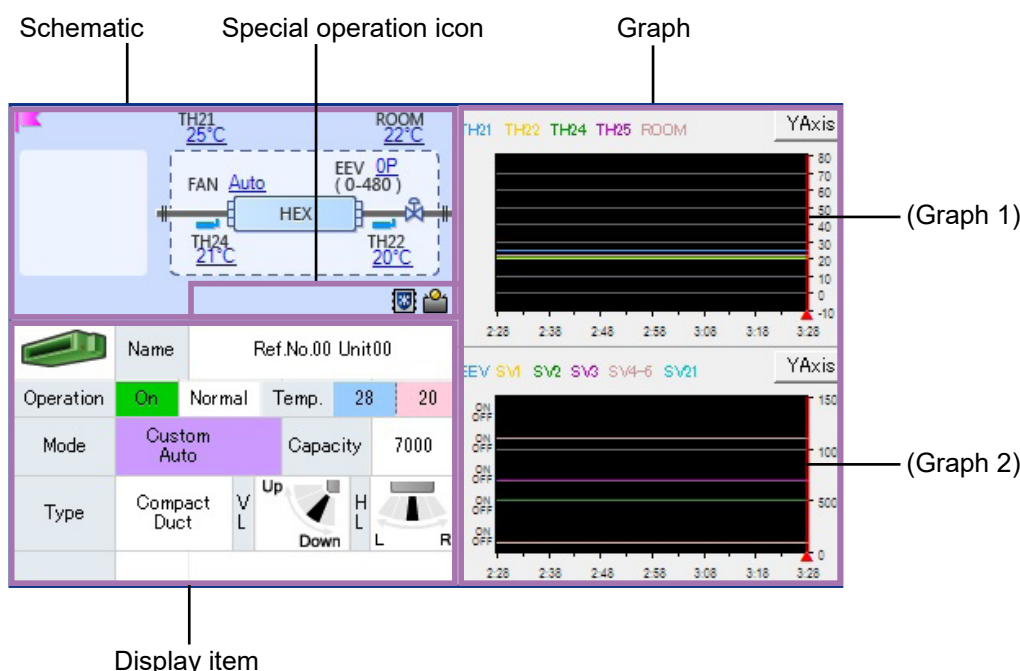 Schematic Special operation icon Graph
TH21 ROOM
25°C 22°C
FAN Auto EEV 0P
(0-480)
HEX
TH24 TH22
21°C 20°C
TH21 TH22 TH24 TH25 ROOM YAxis
80
70
60
50
40
30
20
10
0
-10
2:28 2:38 2:48 2:58 3:08 3:18 3:28
(Graph 1)
Name Ref.No.00 Unit00
Operation On Normal Temp. 28 20
Mode Custom Auto Capacity 7000
Type Compact Duct VL Up Down HL L R
EEV SV1 SV2 SV3 SV4-6 SV21 YAxis
ON
OFF
ON
OFF
ON
OFF
ON
OFF
ON
OFF
150
100
500
0
2:28 2:38 2:48 2:58 3:08 3:18 3:28
(Graph 2)
Display item